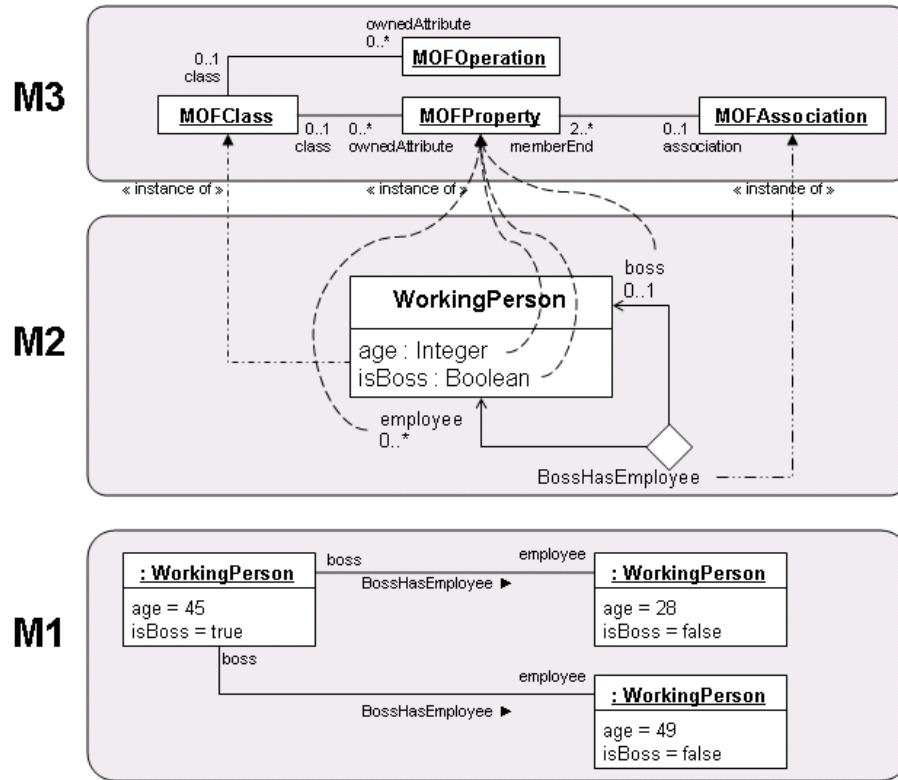 M3
ownedAttribute
0..*
0..1
class
MOFOperation
MOFClass
MOFProperty
MOFAssociation
0..1
class
0..*
ownedAttribute
2..*
memberEnd
0..1
association
« instance of »
« instance of »
« instance of »
M2
boss
0..1
WorkingPerson
age : Integer
isBoss : Boolean
employee
0..*
BossHasEmployee
M1
: WorkingPerson
age = 45
isBoss = true
boss
employee
BossHasEmployee ►
: WorkingPerson
age = 28
isBoss = false
boss
employee
BossHasEmployee ►
: WorkingPerson
age = 49
isBoss = false